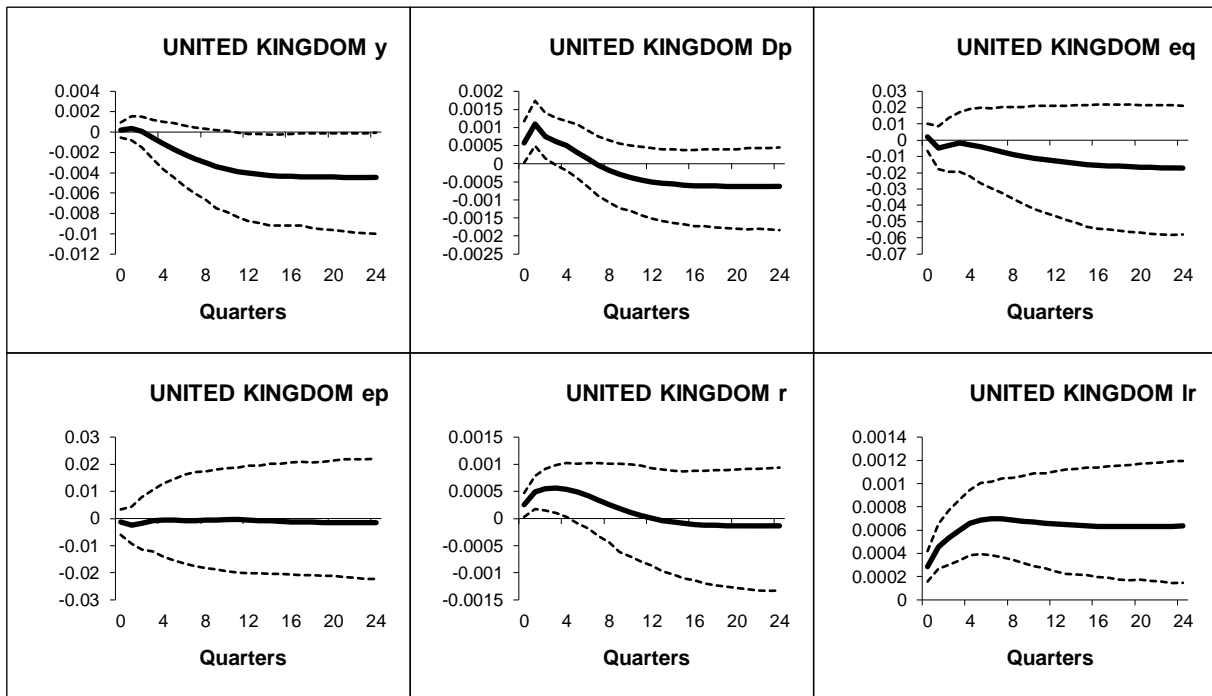 UNITED KINGDOM y
0.004
0.002
0
-0.002
-0.004
-0.006
-0.008
-0.01
-0.012
0 4 8 12 16 20 24
Quarters
UNITED KINGDOM Dp
0.002
0.0015
0.001
0.0005
0
-0.0005
-0.001
-0.0015
-0.002
-0.0025
0 4 8 12 16 20 24
Quarters
UNITED KINGDOM eq
0.03
0.02
0.01
0
-0.01
-0.02
-0.03
-0.04
-0.05
-0.06
-0.07
0 4 8 12 16 20 24
Quarters
UNITED KINGDOM ep
0.03
0.02
0.01
0
-0.01
-0.02
-0.03
0 4 8 12 16 20 24
Quarters
UNITED KINGDOM r
0.0015
0.001
0.0005
0
-0.0005
-0.001
-0.0015
0 4 8 12 16 20 24
Quarters
UNITED KINGDOM lr
0.0014
0.0012
0.001
0.0008
0.0006
0.0004
0.0002
0
0 4 8 12 16 20 24
Quarters